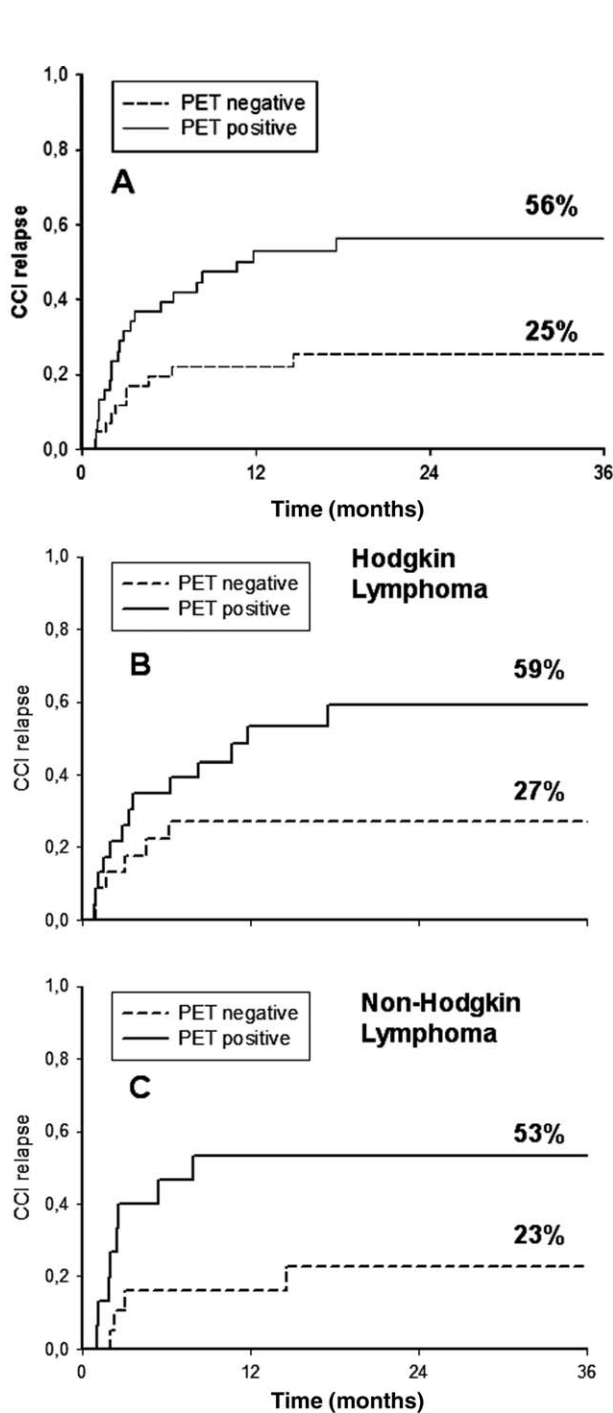 1,0
PET negative
PET positive
0,8
A
56%
0,6
CCI relapse
0,4
25%
0,2
0,0
0
12
24
36
Time (months)
1,0
Hodgkin
Lymphoma
PET negative
PET positive
0,8
B
59%
0,6
CCI relapse
0,4
27%
0,2
0,0
0
12
24
36
1,0
Non-Hodgkin
Lymphoma
PET negative
PET positive
0,8
C
53%
0,6
CCI relapse
0,4
23%
0,2
0,0
0
12
24
36
Time (months)